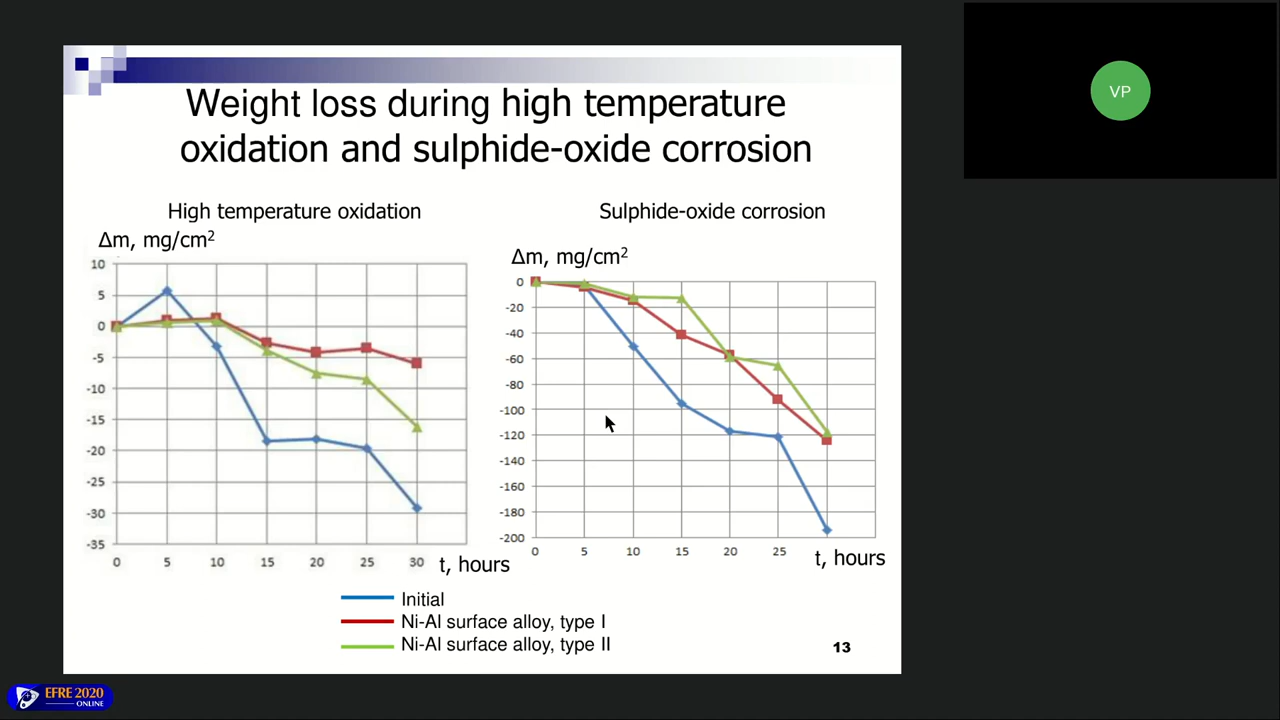 VP
Weight loss during high temperature
oxidation and sulphide-oxide corrosion
High temperature oxidation
Δm, mg/cm²
10
5
0
-5
-10
-15
-20
-25
-30
-35
0 5 10 15 20 25 30
t, hours
Sulphide-oxide corrosion
Δm, mg/cm²
0
-20
-40
-60
-80
-100
-120
-140
-160
-180
-200
0 5 10 15 20 25
t, hours
Initial
Ni-Al surface alloy, type I
Ni-Al surface alloy, type II
13
EFRE 2020
ONLINE